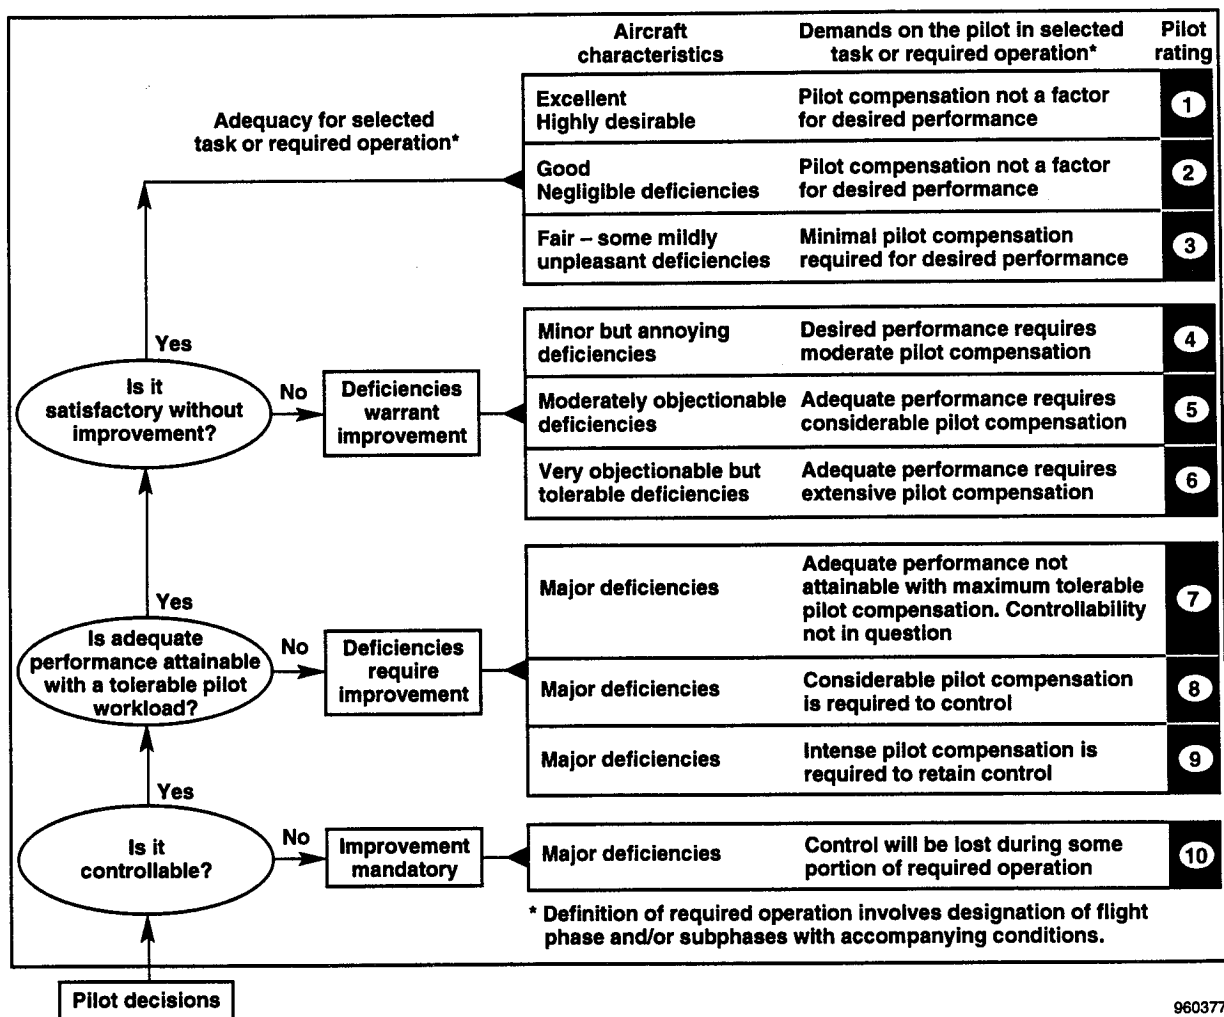 Aircraft
characteristics
Demands on the pilot in selected
task or required operation*
Pilot
rating
Adequacy for selected
task or required operation*
Excellent
Highly desirable
Pilot compensation not a factor
for desired performance
1
Good
Negligible deficiencies
Pilot compensation not a factor
for desired performance
2
Fair – some mildly
unpleasant deficiencies
Minimal pilot compensation
required for desired performance
3
Yes
Is it
satisfactory without
improvement?
No
Deficiencies
warrant
improvement
Minor but annoying
deficiencies
Desired performance requires
moderate pilot compensation
4
Moderately objectionable
deficiencies
Adequate performance requires
considerable pilot compensation
5
Very objectionable but
tolerable deficiencies
Adequate performance requires
extensive pilot compensation
6
Yes
Is adequate
performance attainable
with a tolerable pilot
workload?
No
Deficiencies
require
improvement
Major deficiencies
Adequate performance not
attainable with maximum tolerable
pilot compensation. Controllability
not in question
7
Major deficiencies
Considerable pilot compensation
is required to control
8
Major deficiencies
Intense pilot compensation is
required to retain control
9
Yes
Is it
controllable?
No
Improvement
mandatory
Major deficiencies
Control will be lost during some
portion of required operation
10
* Definition of required operation involves designation of flight
phase and/or subphases with accompanying conditions.
Pilot decisions
960377